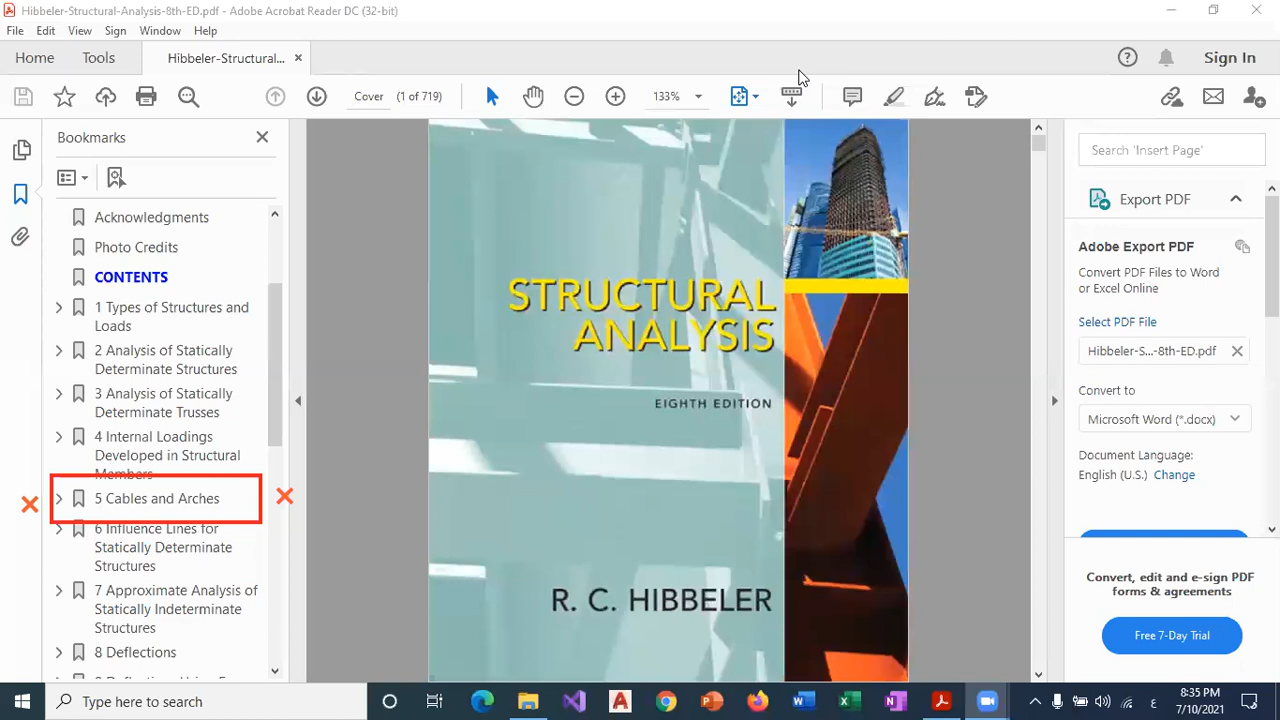 Hibbeler-Structural-Analysis-8th-ED.pdf - Adobe Acrobat Reader DC (32-bit)
File Edit View Sign Window Help
Home Tools Hibbeler-Structural... Sign In
Cover (1 of 719) 133%
Bookmarks
Acknowledgments
Photo Credits
CONTENTS
1 Types of Structures and
Loads
2 Analysis of Statically
Determinate Structures
3 Analysis of Statically
Determinate Trusses
4 Internal Loadings
Developed in Structural
Members
5 Cables and Arches
6 Influence Lines for
Statically Determinate
Structures
7 Approximate Analysis of
Statically Indeterminate
Structures
8 Deflections
STRUCTURAL
ANALYSIS
EIGHTH EDITION
R. C. HIBBELER
Search 'Insert Page'
Export PDF
Adobe Export PDF
Convert PDF Files to Word
or Excel Online
Select PDF File
Hibbeler-S...-8th-ED.pdf
Convert to
Microsoft Word (*.docx)
Document Language:
English (U.S.) Change
Convert, edit and e-sign PDF
forms & agreements
Free 7-Day Trial
Type here to search
ع
8:35 PM
7/10/2021